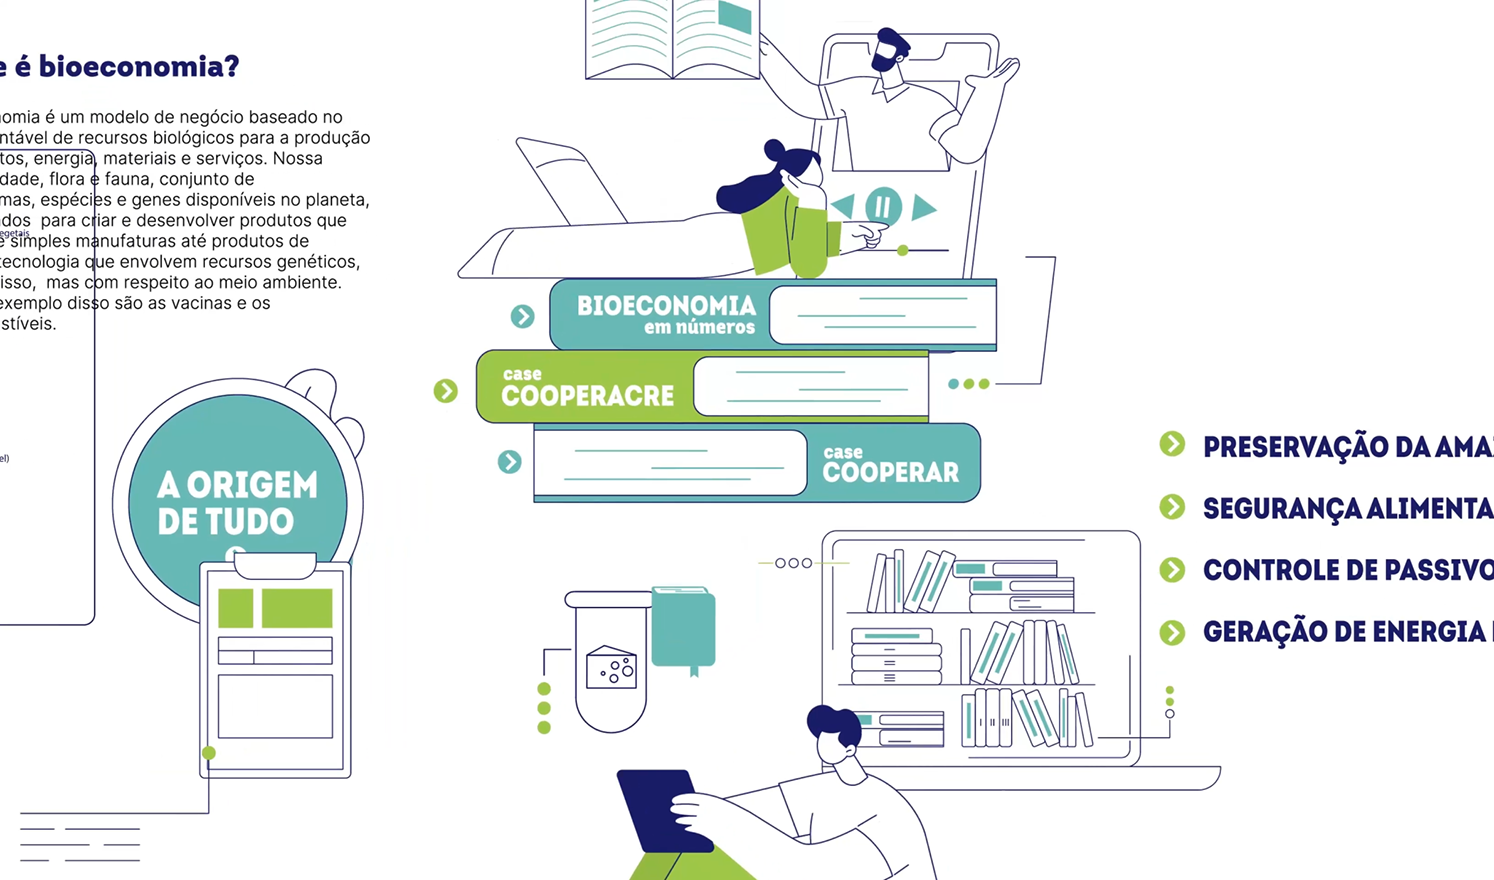 e é bioeconomia?
nomia é um modelo de negócio baseado no
ntável de recursos biológicos para a produção
tos, energia, materiais e serviços. Nossa
dade, flora e fauna, conjunto de
mas, espécies e genes disponíveis no planeta,
dos para criar e desenvolver produtos que
e simples manufaturas até produtos de
tecnologia que envolvem recursos genéticos,
isso, mas com respeito ao meio ambiente.
exemplo disso são as vacinas e os
stíveis.
egetais
el)
A ORIGEM
DE TUDO
BIOECONOMIA
em números
case
COOPERACRE
case
COOPERAR
PRESERVAÇÃO DA AMA
SEGURANÇA ALIMENTA
CONTROLE DE PASSIVO
GERAÇÃO DE ENERGIA